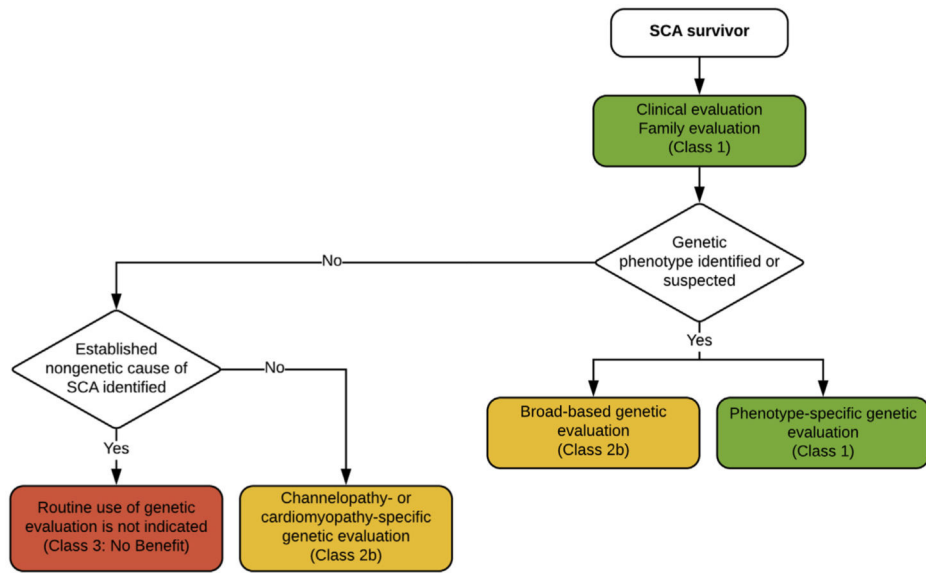 SCA survivor
Clinical evaluation
Family evaluation
(Class 1)
Genetic
phenotype identified or
suspected
No
Yes
Established
nongenetic cause of
SCA identified
No
Yes
Broad-based genetic
evaluation
(Class 2b)
Phenotype-specific genetic
evaluation
(Class 1)
Routine use of genetic
evaluation is not indicated
(Class 3: No Benefit)
Channelopathy- or
cardiomyopathy-specific
genetic evaluation
(Class 2b)